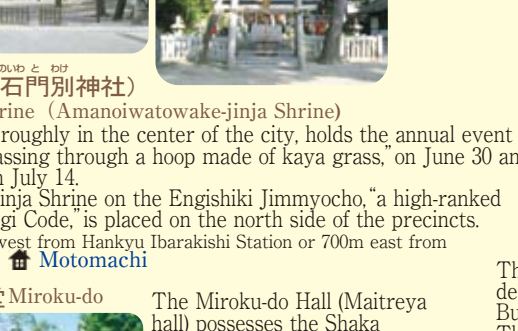 のいわ と わけ
石門別神社）
rine（Amanoiwatowake-jinja Shrine)
roughly in the center of the city, holds the annual event
assing through a hoop made of kaya grass,” on June 30 an
n July 14.
inja Shrine on the Engishiki Jimmyocho, “a high-ranked
gi Code,” is placed on the north side of the precincts.
west from Hankyu Ibarakishi Station or 700m east from
Motomachi
Miroku-do
The Miroku-do Hall (Maitreya
hall) possesses the Shaka
Th
de
Bu